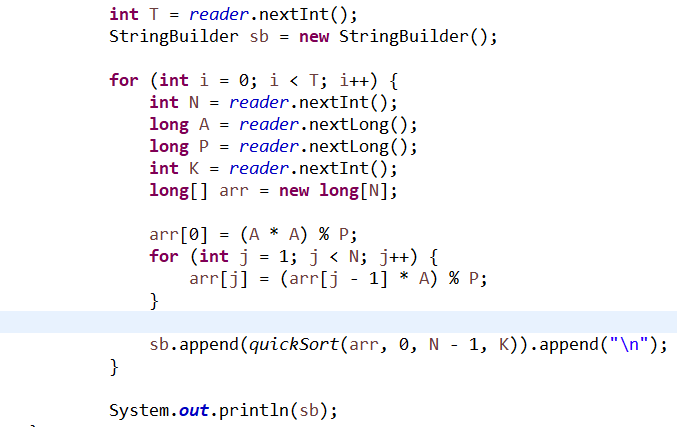 int T = reader.nextInt();
StringBuilder sb = new StringBuilder();
for (int i = 0; i < T; i++) {
int N = reader.nextInt();
long A = reader.nextLong();
long P = reader.nextLong();
int K = reader.nextInt();
long[] arr = new long[N];
arr[0] = (A * A) % P;
for (int j = 1; j < N; j++) {
arr[j] = (arr[j - 1] * A) % P;
}
sb.append(quickSort(arr, 0, N - 1, K)).append("\n");
}
System.out.println(sb);